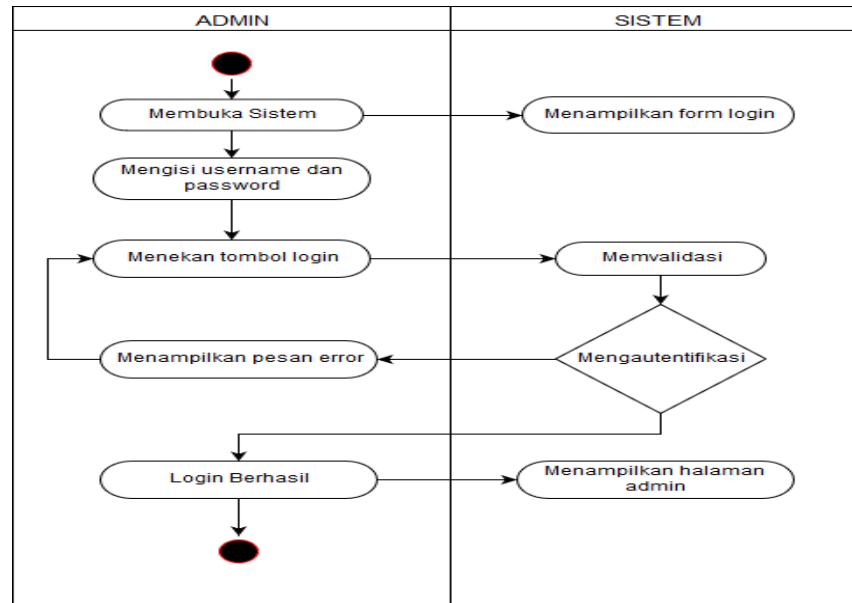 ADMIN
SISTEM
Membuka Sistem
Menampilkan form login
Mengisi username dan
password
Menekan tombol login
Memvalidasi
Menampilkan pesan error
Mengautentifikasi
Login Berhasil
Menampilkan halaman
admin